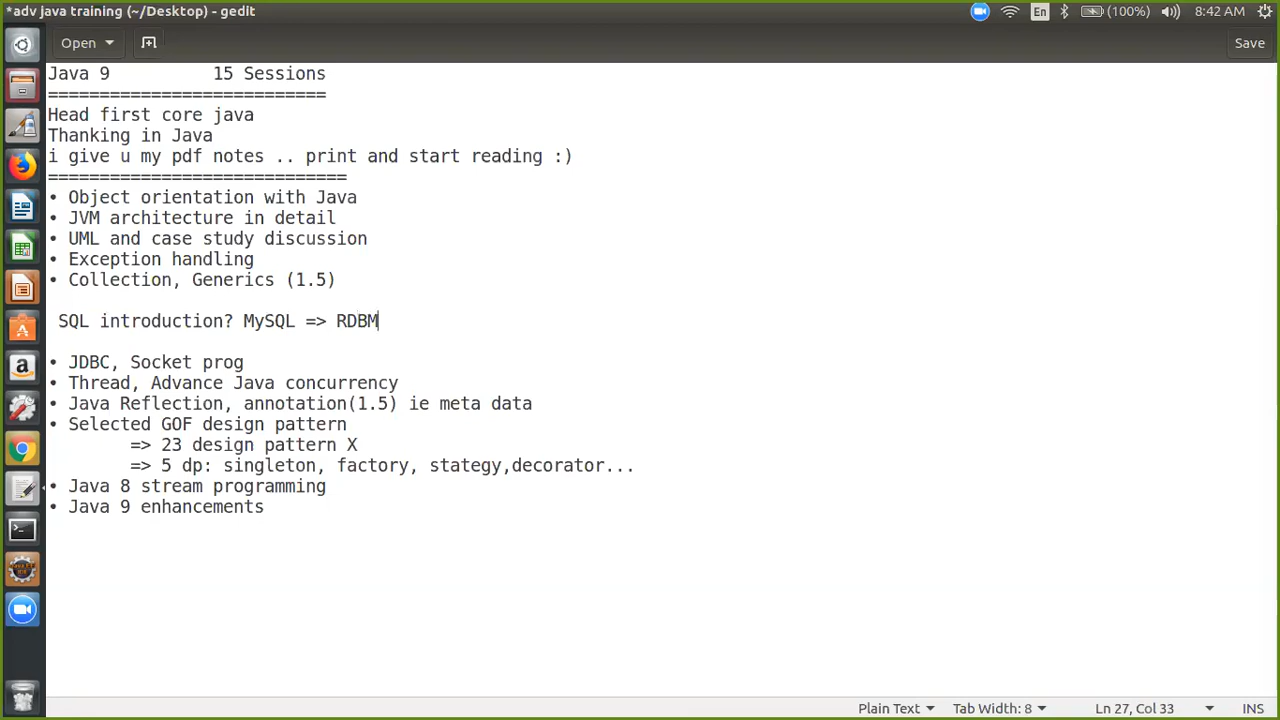 *adv java training (~/Desktop) - gedit
En
(100%)
8:42 AM
Open
Save
Java 9 15 Sessions
===========================
Head first core java
Thanking in Java
i give u my pdf notes .. print and start reading :)
=============================
• Object orientation with Java
• JVM architecture in detail
• UML and case study discussion
• Exception handling
• Collection, Generics (1.5)
SQL introduction? MySQL => RDBM
• JDBC, Socket prog
• Thread, Advance Java concurrency
• Java Reflection, annotation(1.5) ie meta data
• Selected GOF design pattern
=> 23 design pattern X
=> 5 dp: singleton, factory, stategy,decorator...
• Java 8 stream programming
• Java 9 enhancements
Plain Text
Tab Width: 8
Ln 27, Col 33
INS